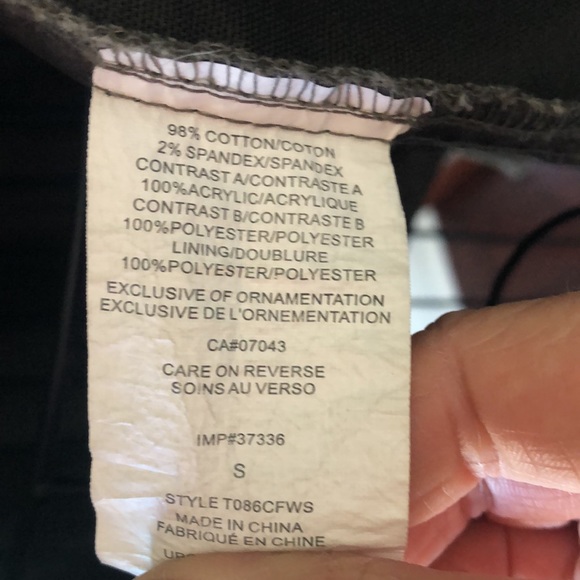 98% COTTON/COTON
2% SPANDEX/SPANDEX
CONTRAST A/CONTRASTE A
100%ACRYLIC/ACRYLIQUE
CONTRAST B/CONTRASTE B
100%POLYESTER/POLYESTER
LINING/DOUBLURE
100%POLYESTER/POLYESTER
EXCLUSIVE OF ORNAMENTATION
EXCLUSIVE DE L'ORNEMENTATION
CA#07043
CARE ON REVERSE
SOINS AU VERSO
IMP#37336
S
STYLE T086CFWS
MADE IN CHINA
FABRIQUÉ EN CHINE